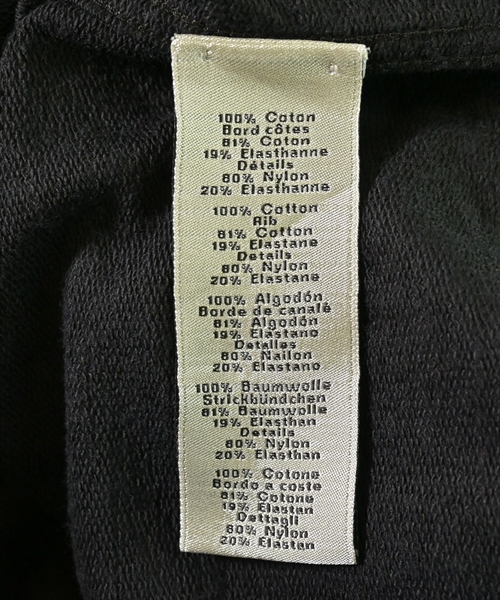 100% Coton
Bord côtes
81% Coton
19% Elasthanne
Détails
80% Nylon
20% Elasthanne
100% Cotton
Rib
81% Cotton
19% Elastane
Details
80% Nylon
20% Elastane
100% Algodón
Borde de canalé
81% Algodón
19% Elastano
Detalles
80% Nailon
20% Elastano
100% Baumwolle
Strickbündchen
81% Baumwolle
19% Elasthan
Details
80% Nylon
20% Elasthan
100% Cotone
Bordo a coste
81% Cotone
19% Elastan
Dettagli
80% Nylon
20% Elastan